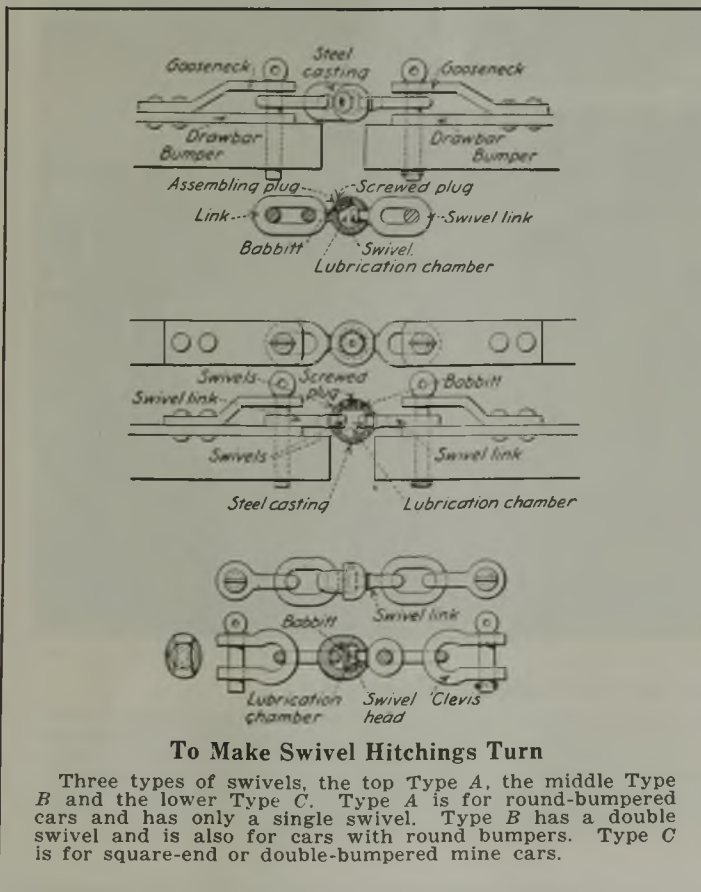 Gooseneck
Steel
casting
Gooseneck
Drawbar
Bumper
Drawbar
Bumper
Assembling plug
Screwed plug
Link
Swivel link
Babbitt
Swivel.
Lubrication chamber
Swivels
Screwed
plug
Babbitt
Swivel link
Swivels
Swivel link
Steel casting
Lubrication chamber
Swivel link
Babbitt
Lubrication
chamber
Swivel
head
Clevis
To Make Swivel Hitchings Turn
Three types of swivels, the top Type A, the middle Type
B and the lower Type C. Type A is for round-bumpered
cars and has only a single swivel. Type B has a double
swivel and is also for cars with round bumpers. Type C
is for square-end or double-bumpered mine cars.